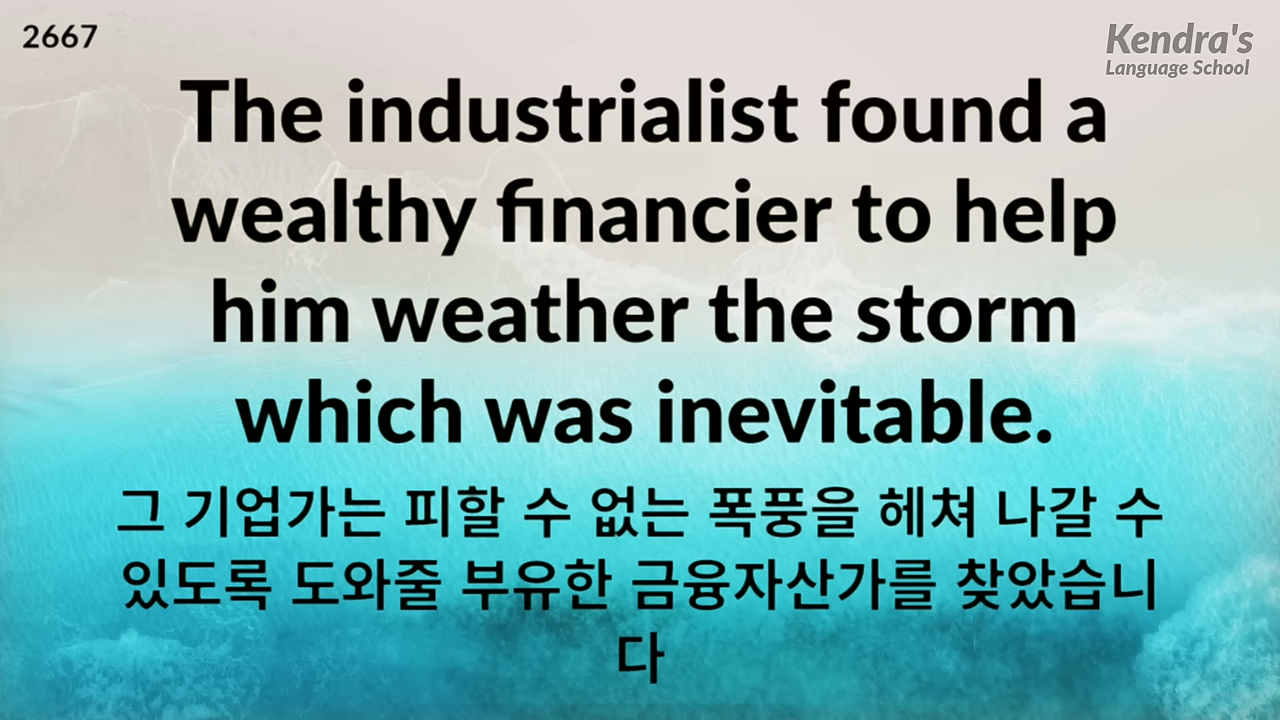 2667
Kendra's
Language School
The industrialist found a
wealthy financier to help
him weather the storm
which was inevitable.
그 기업가는 피할 수 없는 폭풍을 헤쳐 나갈 수
있도록 도와줄 부유한 금융자산가를 찾았습니
다